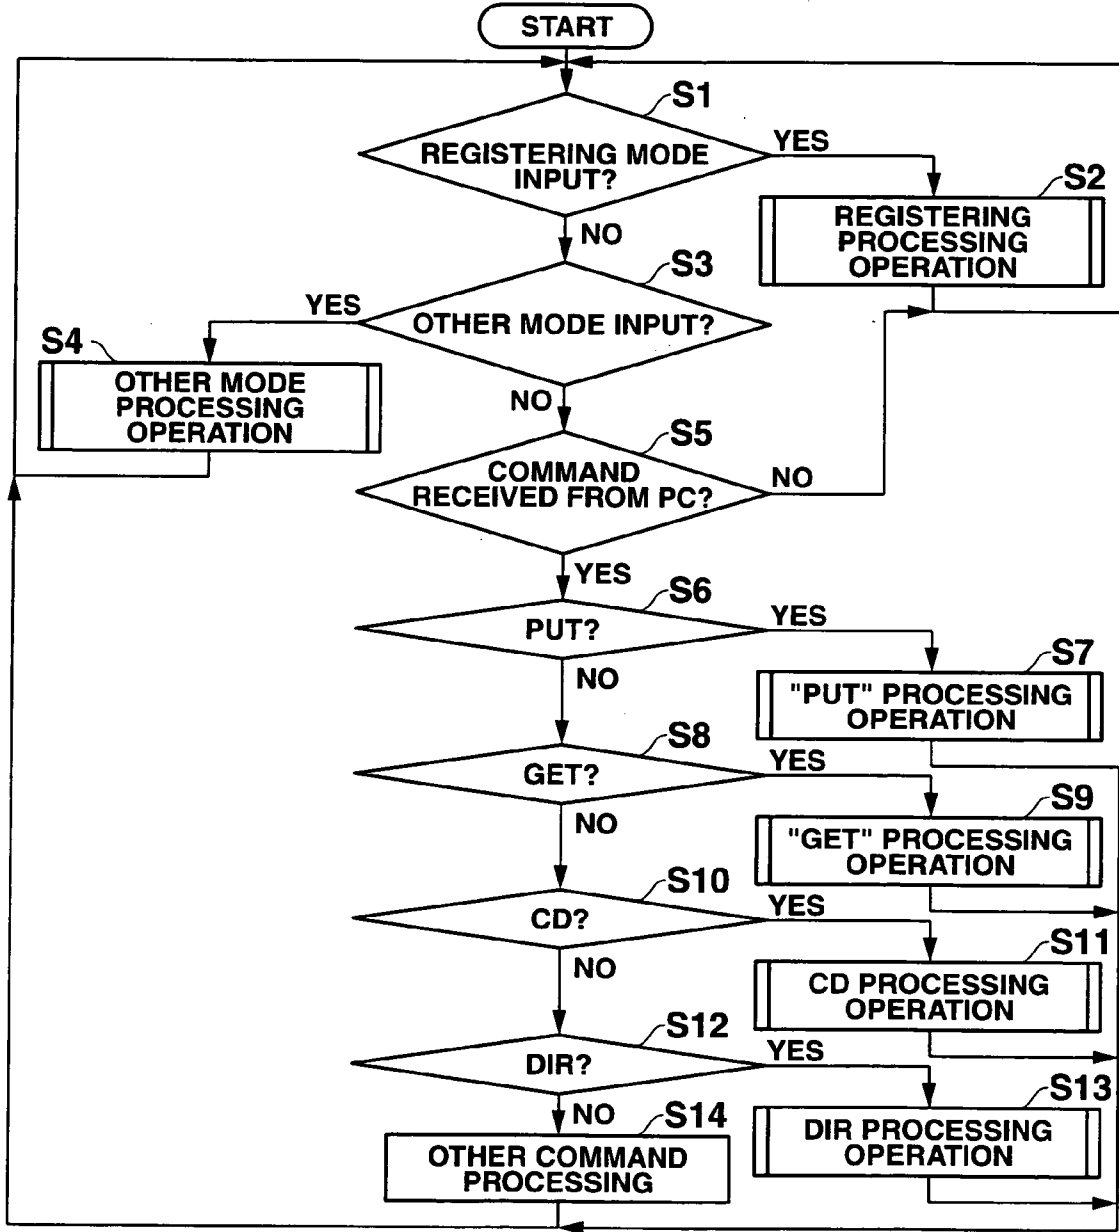 START
S1
REGISTERING MODE
INPUT?
YES
S2
REGISTERING
PROCESSING
OPERATION
NO
S3
OTHER MODE INPUT?
YES
S4
OTHER MODE
PROCESSING
OPERATION
NO
S5
COMMAND
RECEIVED FROM PC?
NO
YES
S6
PUT?
YES
S7
"PUT" PROCESSING
OPERATION
NO
S8
GET?
YES
S9
"GET" PROCESSING
OPERATION
NO
S10
CD?
YES
S11
CD PROCESSING
OPERATION
NO
S12
DIR?
YES
S13
DIR PROCESSING
OPERATION
NO
S14
OTHER COMMAND
PROCESSING